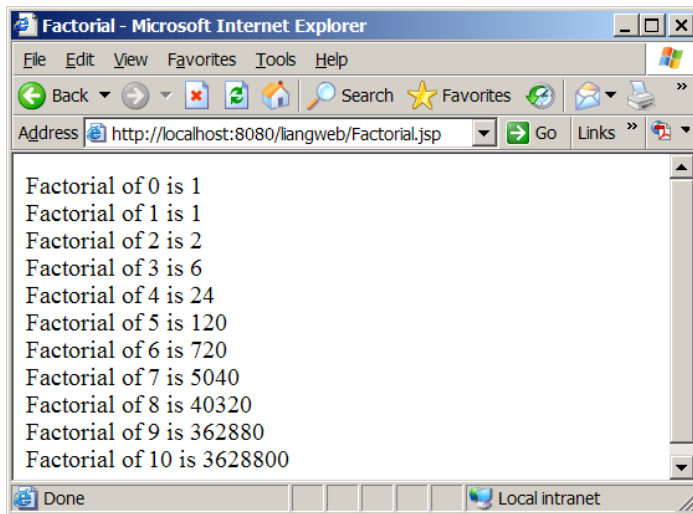 Factorial - Microsoft Internet Explorer
File Edit View Favorites Tools Help
Back Search Favorites »
Address http://localhost:8080/liangweb/Factorial.jsp Go Links »
Factorial of 0 is 1
Factorial of 1 is 1
Factorial of 2 is 2
Factorial of 3 is 6
Factorial of 4 is 24
Factorial of 5 is 120
Factorial of 6 is 720
Factorial of 7 is 5040
Factorial of 8 is 40320
Factorial of 9 is 362880
Factorial of 10 is 3628800
Done Local intranet